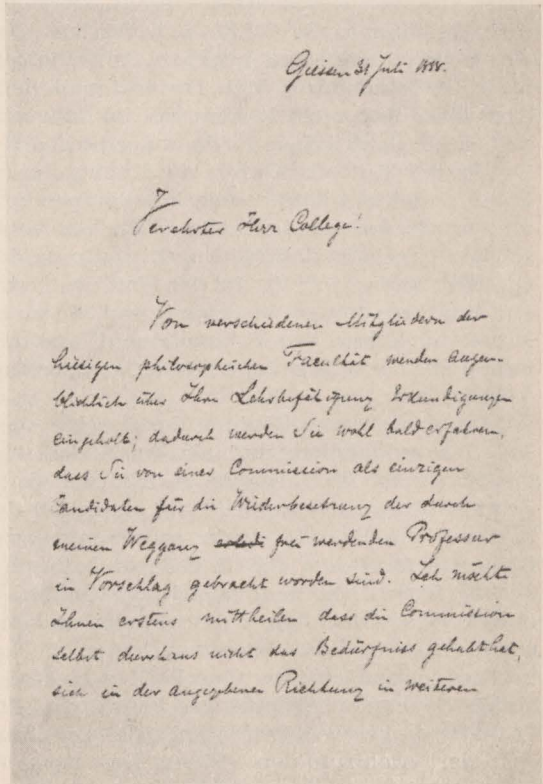 Giessen 31 Juli 1888.
Verehrter Herr College!
Von verschiedenen Mitgliedern der
hiesigen philosophischen Facultät werden augen-
blicklich über Ihre Lehrbefähigung Erkundigungen
eingeholt; dadurch werden Sie wohl bald erfahren,
dass Sie von einer Commission als einzigen
Candidaten für die Wiederbesetzung der durch
meinen Weggang frei werdenden Professur
in Vorschlag gebracht worden sind. Ich möchte
Ihnen erstens mittheilen dass die Commission
selbst durchaus nicht das Bedürfniss gehabt hat,
sich in der angegebenen Richtung in weiteren